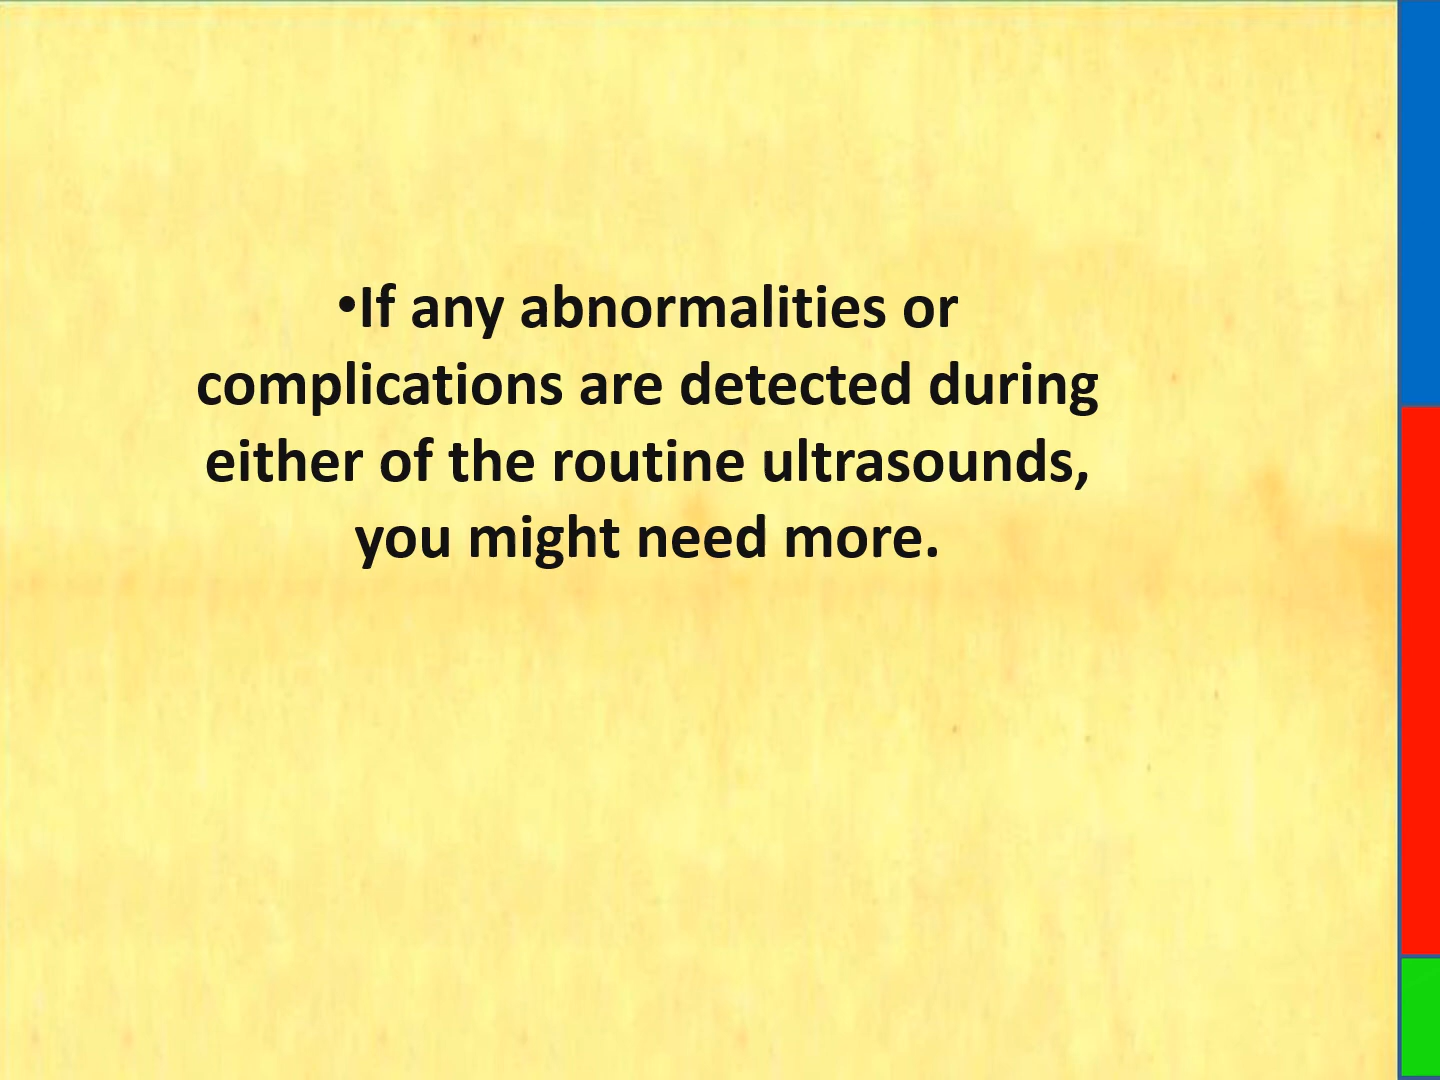 •If any abnormalities or
complications are detected during
either of the routine ultrasounds,
you might need more.